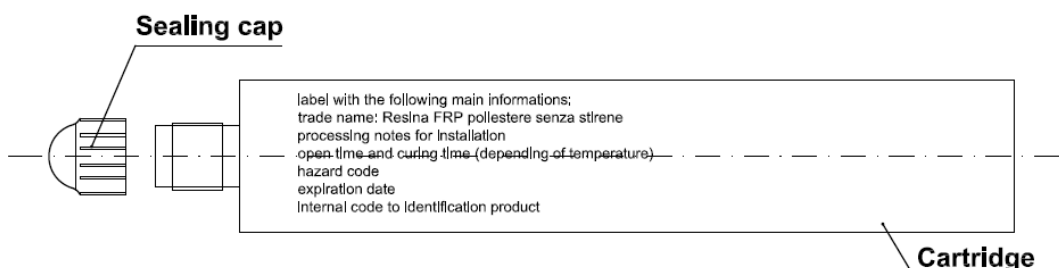 Sealing cap
label with the following main informations;
trade name: Resina FRP poliestere senza stirene
processing notes for installation
open time and curing time (depending of temperature)
hazard code
expiration date
internal code to identification product
Cartridge